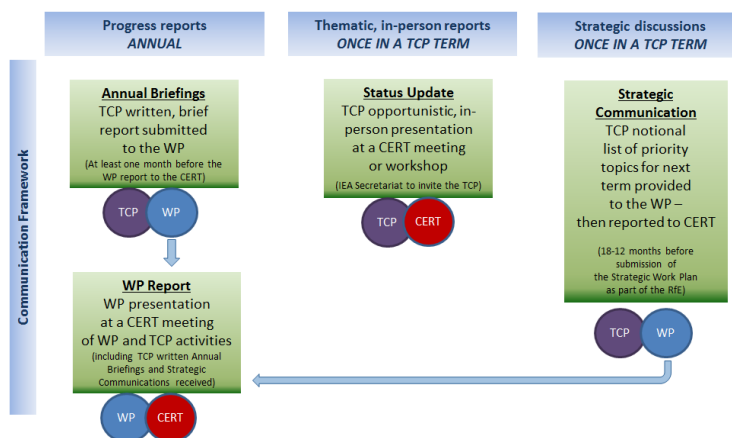 Progress reports
ANNUAL
Thematic, in-person reports
ONCE IN A TCP TERM
Strategic discussions
ONCE IN A TCP TERM
Communication Framework
Annual Briefings
TCP written, brief
report submitted
to the WP
(At least one month before the
WP report to the CERT)
TCP
WP
WP Report
WP presentation
at a CERT meeting
of WP and TCP activities
(including TCP written Annual
Briefings and Strategic
Communications received)
WP
CERT
Status Update
TCP opportunistic, in-
person presentation
at a CERT meeting
or workshop
(IEA Secretariat to invite the TCP)
TCP
CERT
Strategic
Communication
TCP notional
list of priority
topics for next
term provided
to the WP –
then reported to CERT
(18-12 months before
submission of
the Strategic Work Plan
as part of the RfE)
TCP
WP